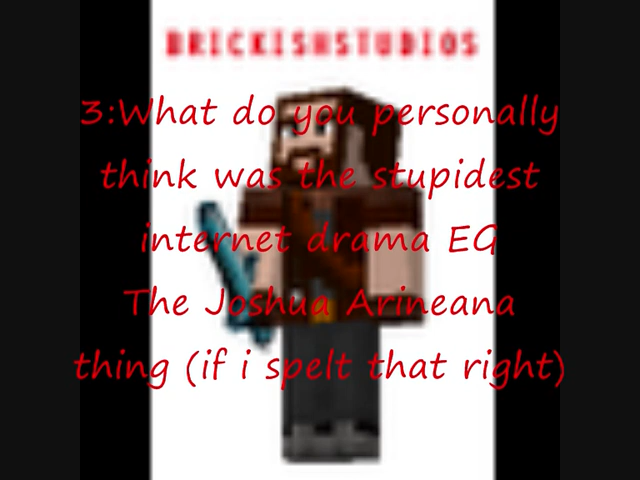 BRICKISHSTUDIOS
3:What do you personally
think was the stupidest
internet drama EG
The Joshua Arineana
thing (if i spelt that right)